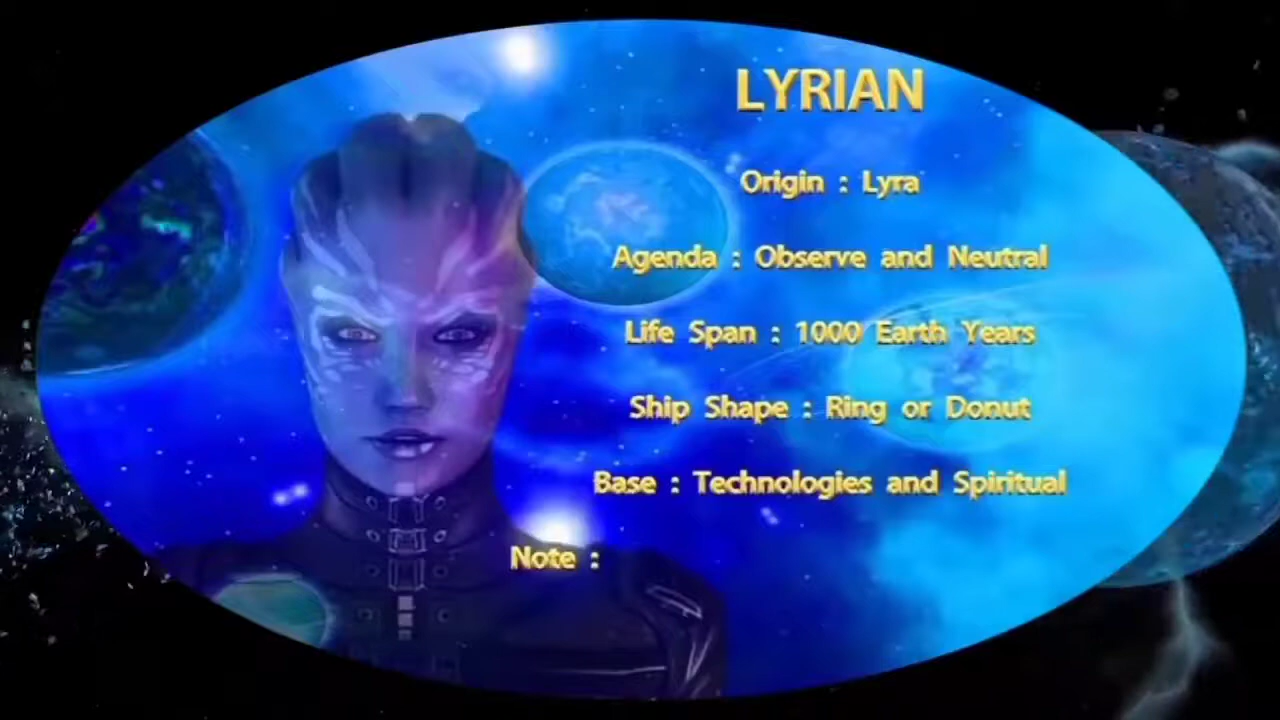 LYRIAN
Origin : Lyra
Agenda : Observe and Neutral
Life Span : 1000 Earth Years
Ship Shape : Ring or Donut
Base : Technologies and Spiritual
Note :